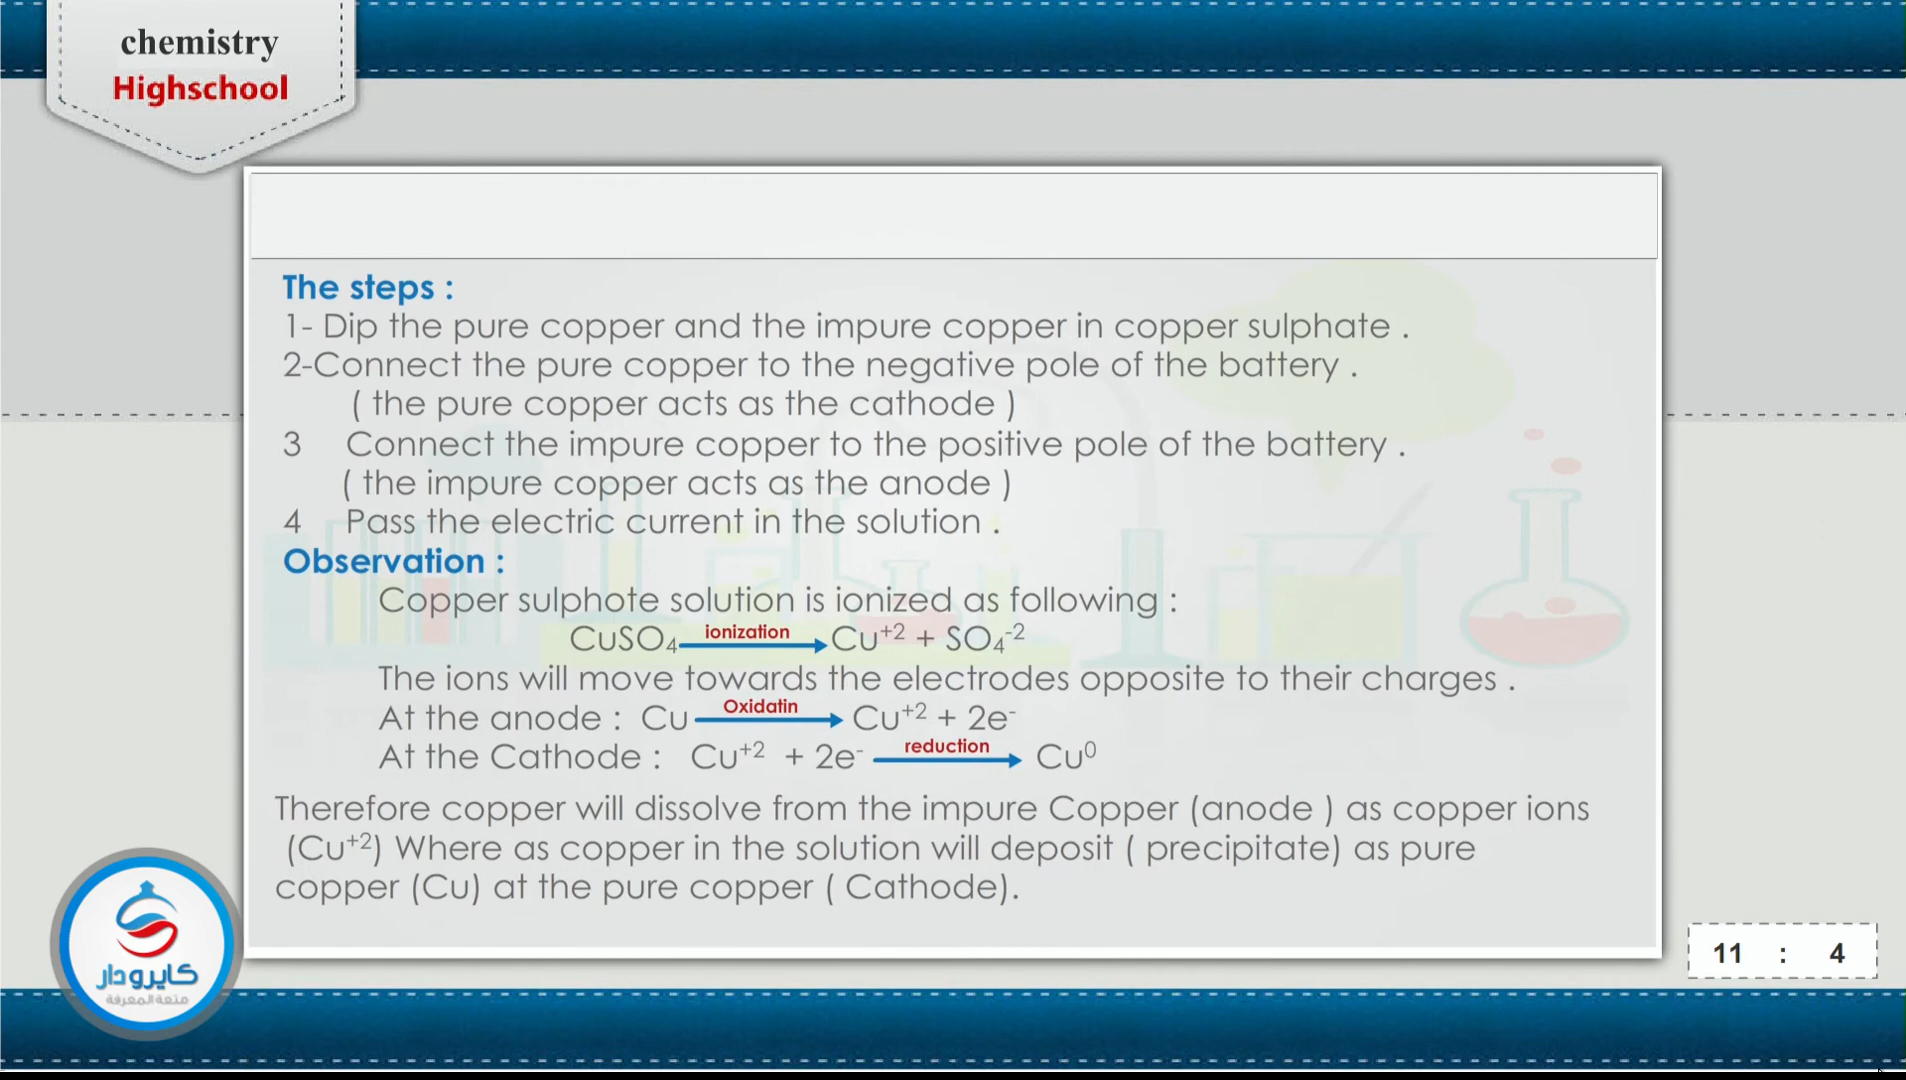 chemistry
Highschool
The steps :
1- Dip the pure copper and the impure copper in copper sulphate .
2-Connect the pure copper to the negative pole of the battery .
( the pure copper acts as the cathode )
3 Connect the impure copper to the positive pole of the battery .
( the impure copper acts as the anode )
4 Pass the electric current in the solution .
Observation :
Copper sulphote solution is ionized as following :
CuSO₄ ionization Cu⁺² + SO₄⁻²
The ions will move towards the electrodes opposite to their charges .
At the anode : Cu Oxidatin Cu⁺² + 2e⁻
At the Cathode : Cu⁺² + 2e⁻ reduction Cu⁰
Therefore copper will dissolve from the impure Copper (anode ) as copper ions
(Cu⁺²) Where as copper in the solution will deposit ( precipitate) as pure
copper (Cu) at the pure copper ( Cathode).
كايرودار
متعة المعرفة
11 : 4